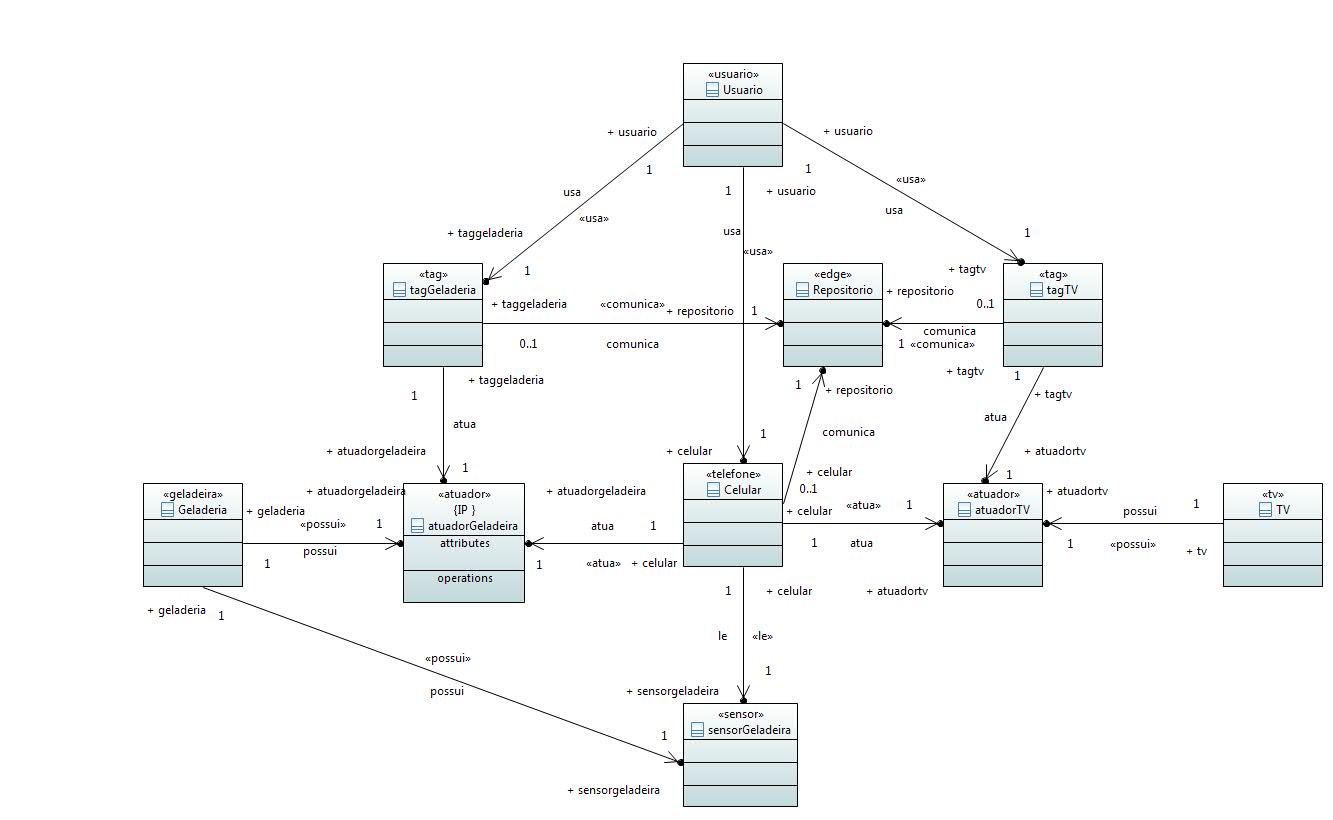 «usuario»
Usuario
+ usuario
+ usuario
1
1
1
+ usuario
usa
«usa»
«usa»
usa
usa
«usa»
+ taggeladeria
1
1
+ tagtv
«tag»
tagGeladeria
«edge»
Repositorio
«tag»
tagTV
+ taggeladeria
«comunica»
+ repositorio
1
0..1
comunica
+ repositorio
0..1
comunica
1
«comunica»
+ taggeladeria
1
atua
+ atuadorgeladeira
1
1
+ repositorio
comunica
+ celular
0..1
1
+ celular
+ tagtv
1
+ tagtv
atua
+ atuadortv
1
«geladeira»
Geladeria
+ geladeria
+ atuadorgeladeira
«possui»
1
possui
1
«atuador»
{IP }
atuadorGeladeira
attributes
operations
+ atuadorgeladeira
atua
1
1
«atua»
+ celular
«telefone»
Celular
+ celular
«atua»
1
1
atua
+ atuadortv
«atuador»
atuadorTV
+ atuadortv
possui
1
1
«possui»
+ tv
«tv»
TV
+ geladeria
1
1
+ celular
le
«le»
1
+ sensorgeladeira
«possui»
possui
1
+ sensorgeladeira
«sensor»
sensorGeladeira